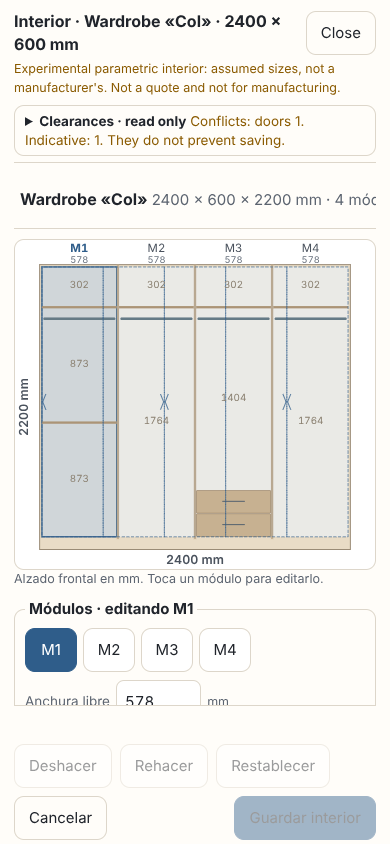 Interior · Wardrobe «Col» · 2400 ×
600 mm
Close
Experimental parametric interior: assumed sizes, not a
manufacturer's. Not a quote and not for manufacturing.
▶ Clearances · read only Conflicts: doors 1.
Indicative: 1. They do not prevent saving.
Wardrobe «Col» 2400 × 600 × 2200 mm · 4 mód
M1 M2 M3 M4
578 578 578 578
302 302 302 302
873
1404
1764 1764
873
2200 mm
2400 mm
Alzado frontal en mm. Toca un módulo para editarlo.
Módulos · editando M1
M1 M2 M3 M4
Anchura libre 578 mm
Deshacer Rehacer Restablecer
Cancelar Guardar interior